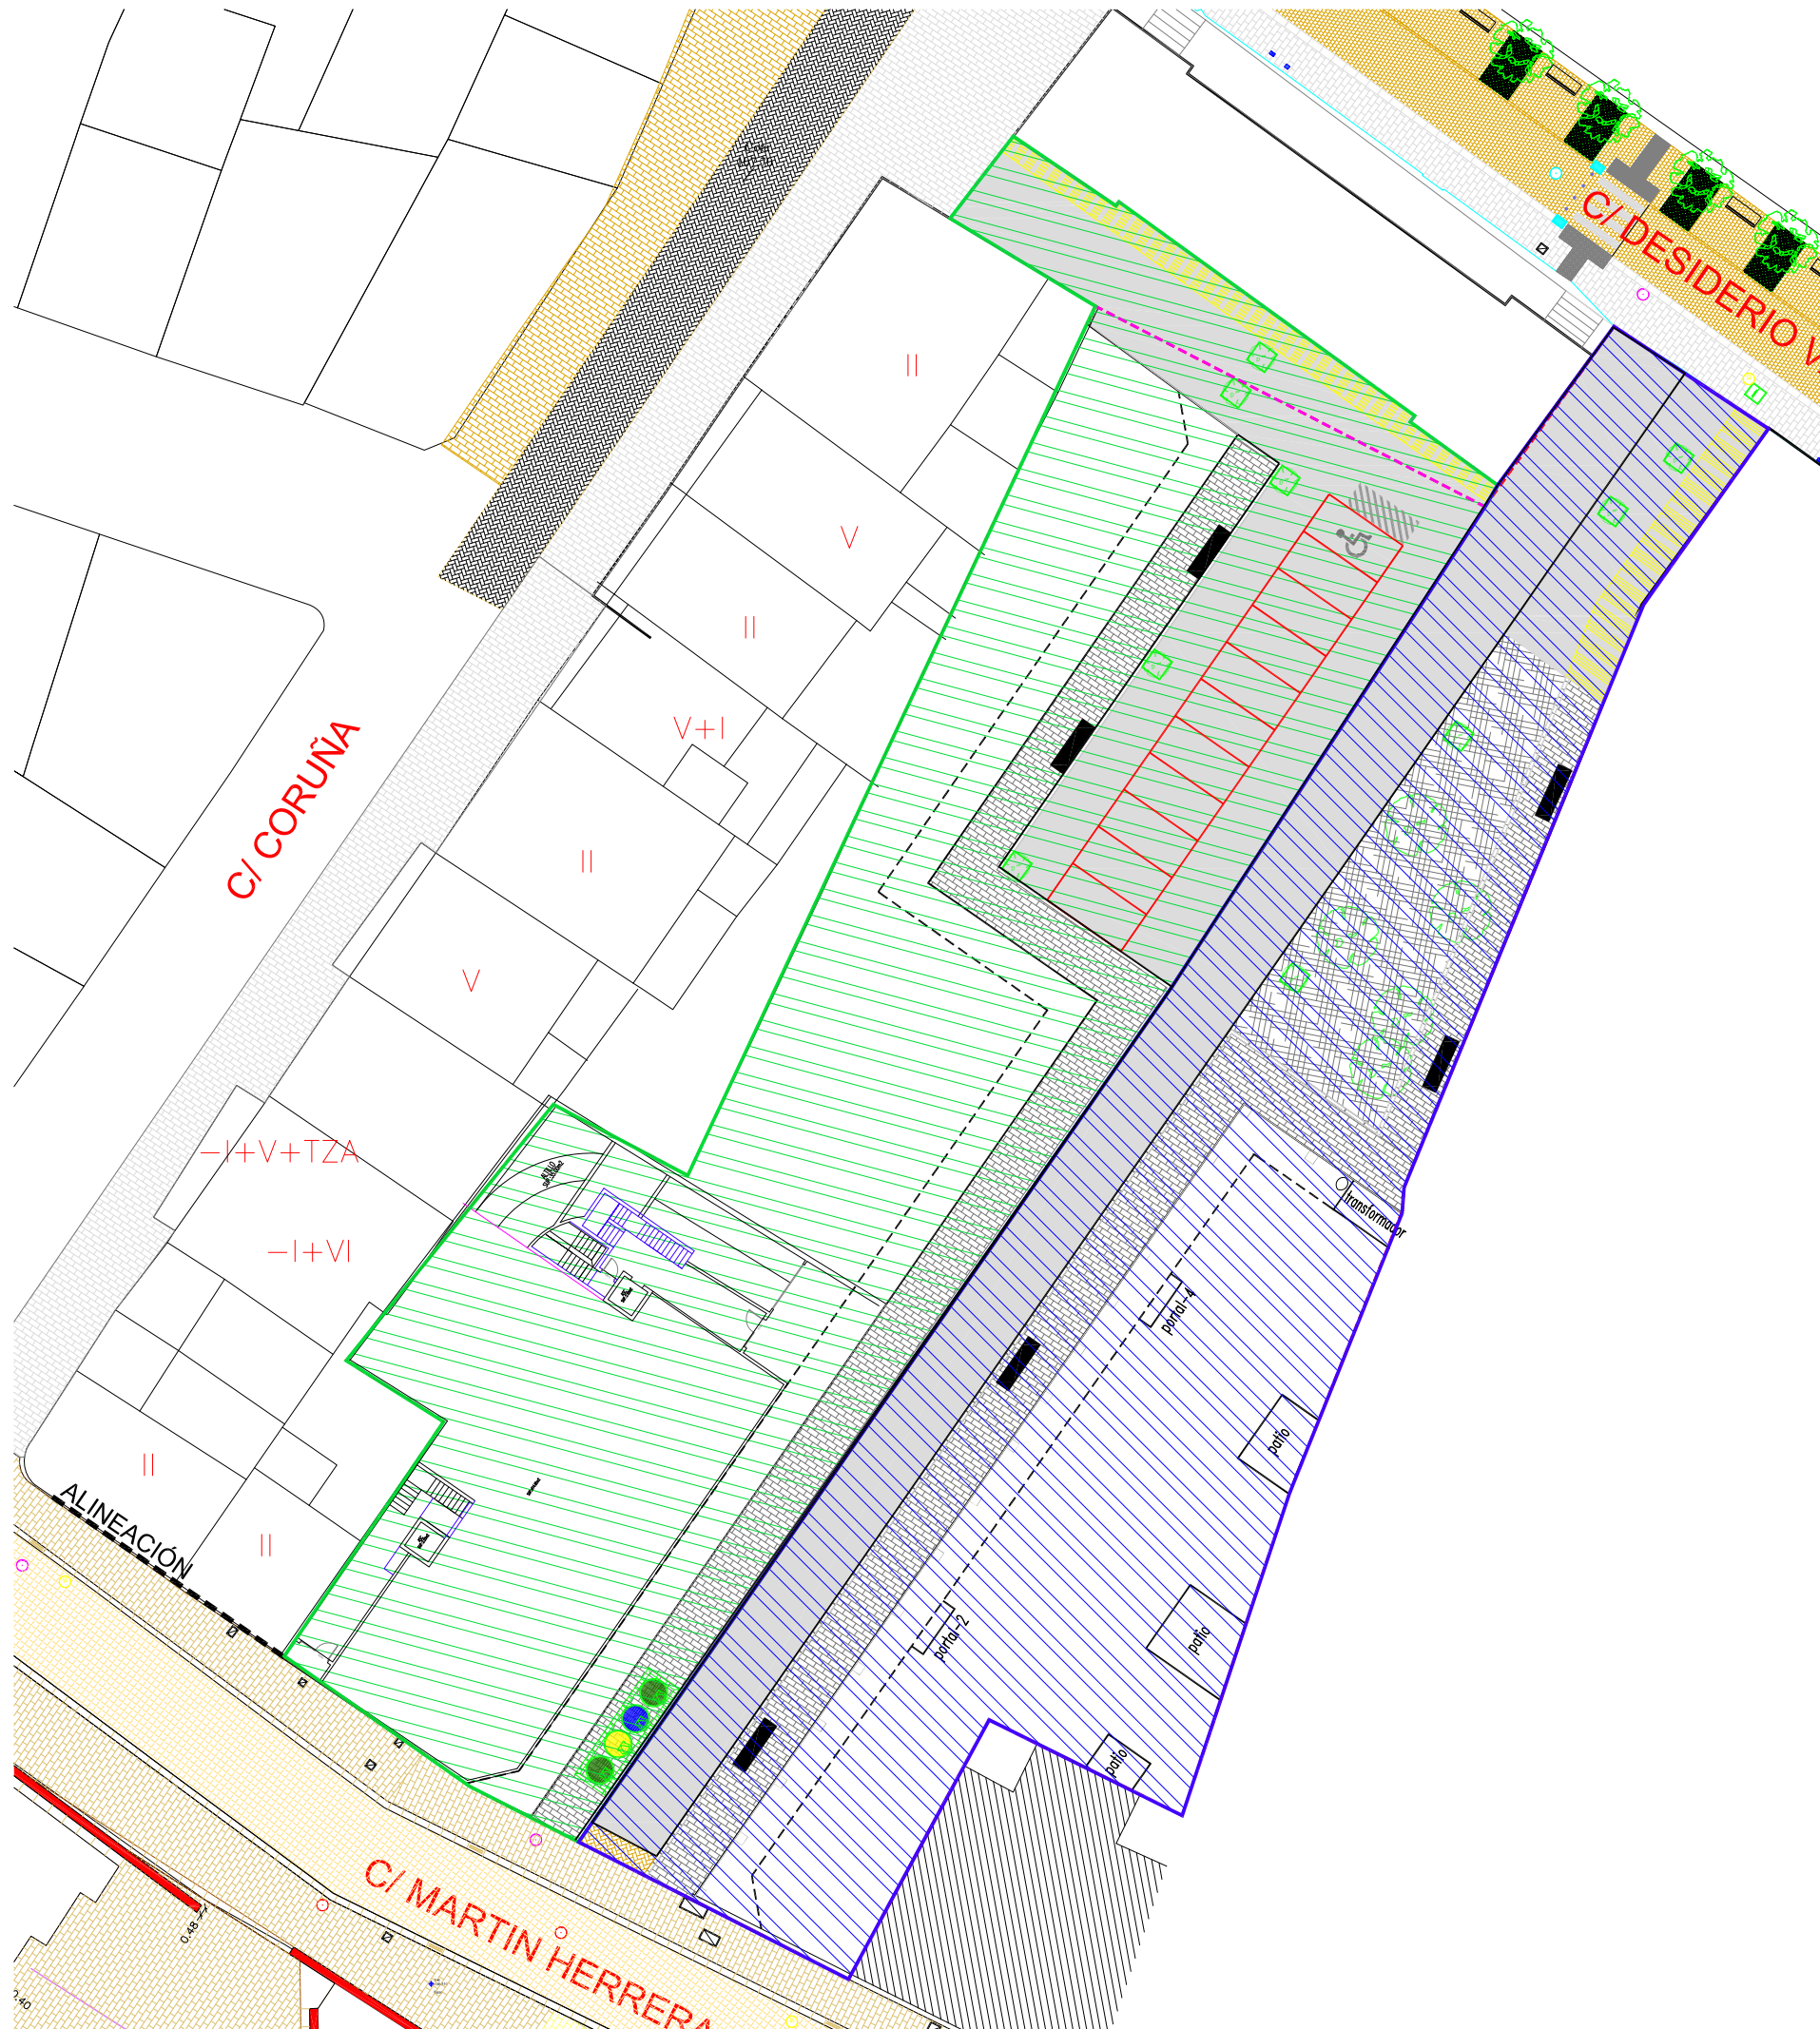 C/ DESIDERIO V
II
V
II
V+I
C/ CORUÑA
II
V
-I+V+TZA
transformador
-I+VI
portal-4
patio
II
ALINEACIÓN
II
portal-2
patio
patio
C/ MARTIN HERRERA
0.48
0.40